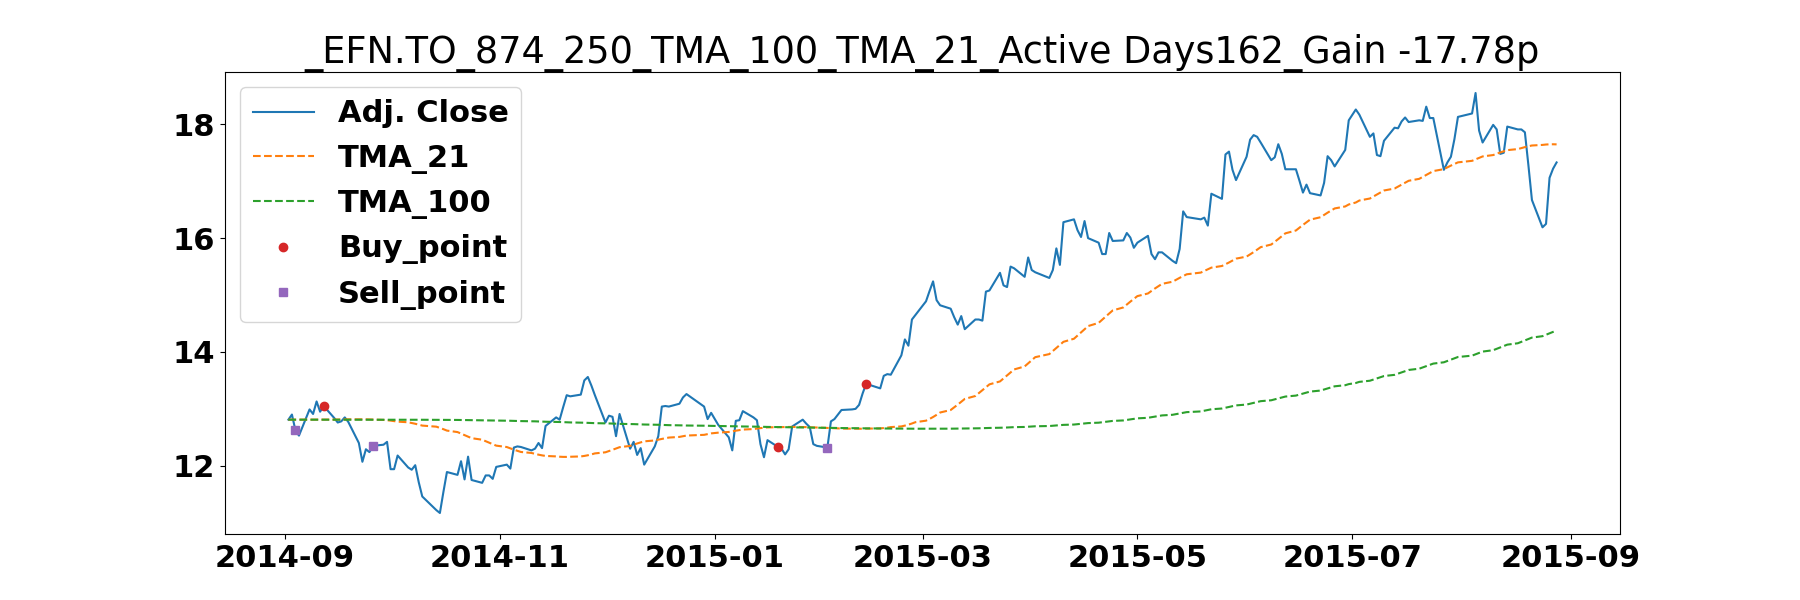 _EFN.TO_874_250_TMA_100_TMA_21_Active Days162_Gain -17.78p
Adj. Close
TMA_21
TMA_100
Buy_point
Sell_point
18
16
14
12
2014-09 2014-11 2015-01 2015-03 2015-05 2015-07 2015-09